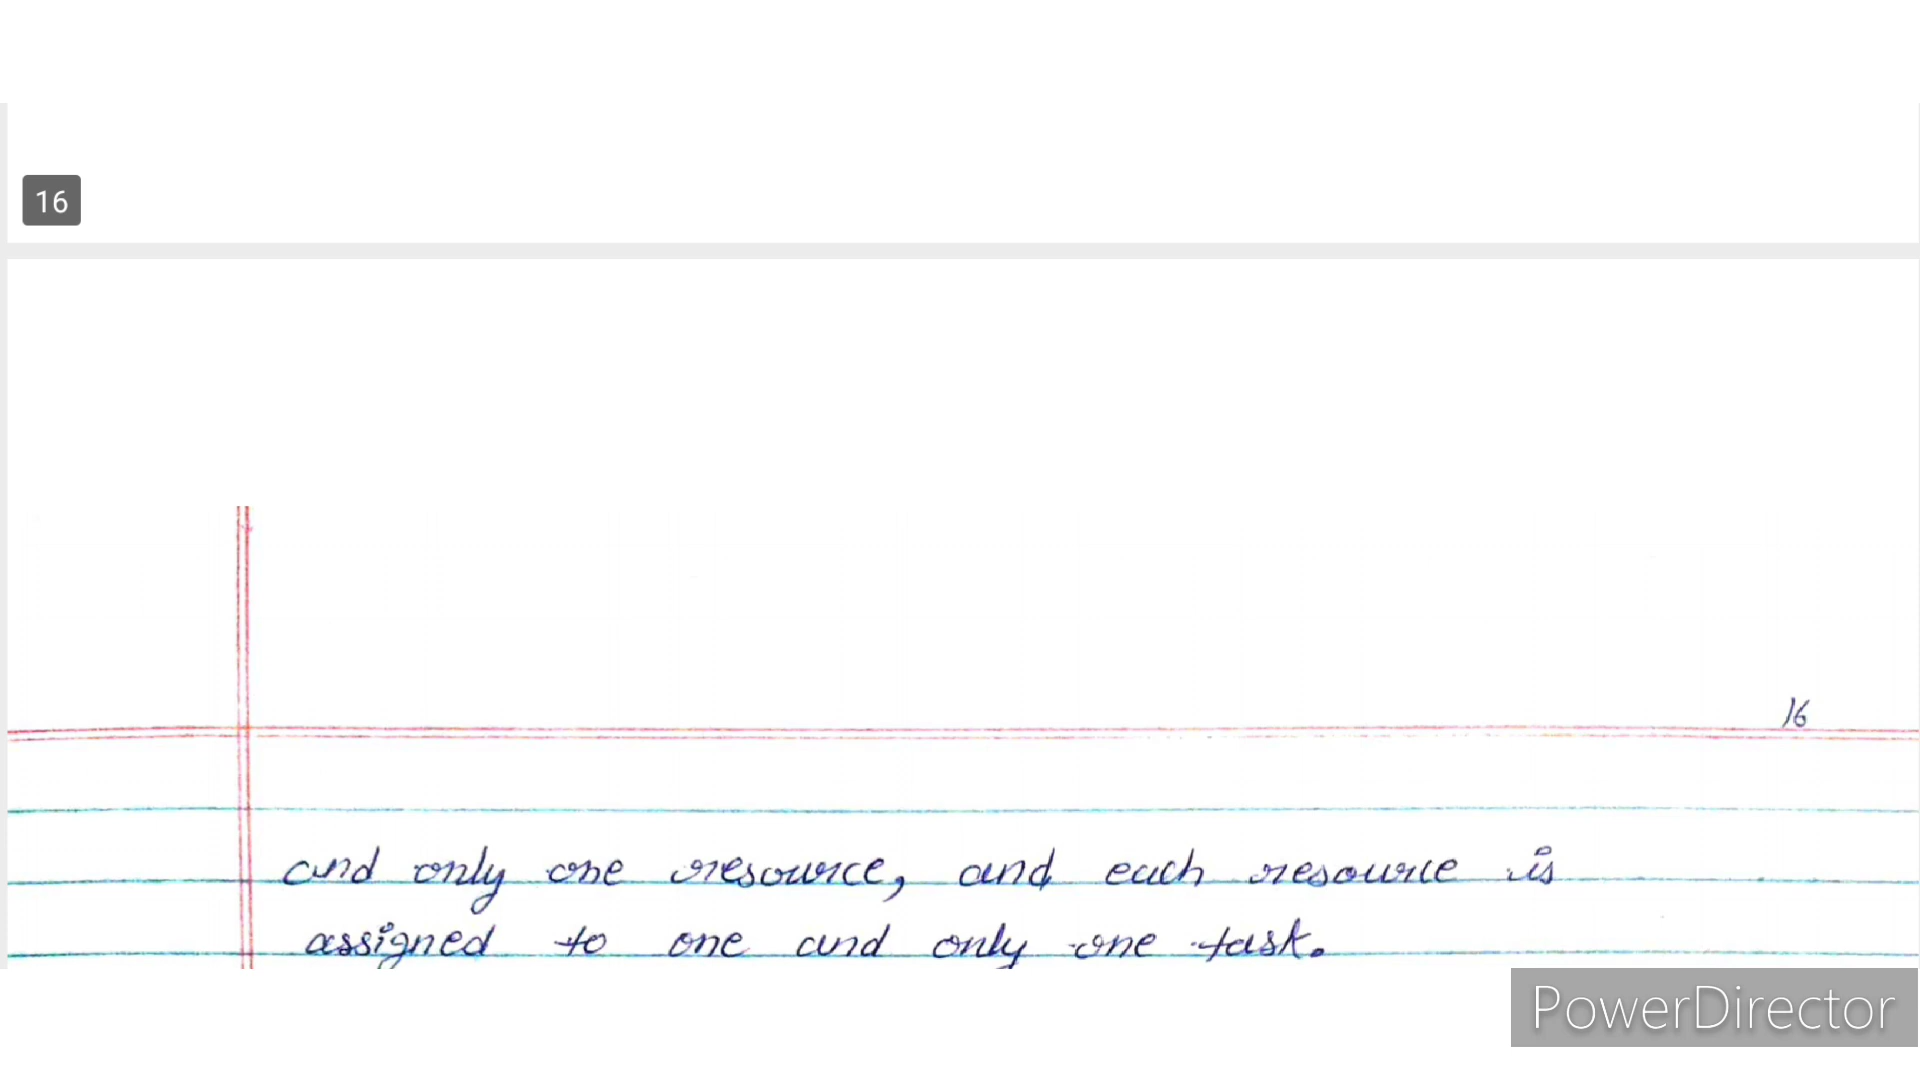 16
16
and only one resource, and each resource is
assigned to one and only one task.
PowerDirector